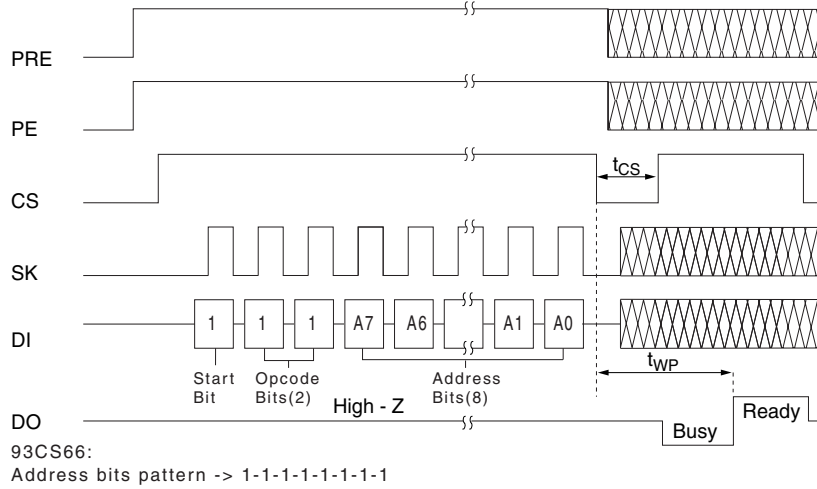 PRE
PE
CS
tCS
SK
DI
1 1 1 A7 A6 A1 A0
Start Bit
Opcode Bits(2)
Address Bits(8)
tWP
DO
High - Z
Busy
Ready
93CS66:
Address bits pattern -> 1-1-1-1-1-1-1-1